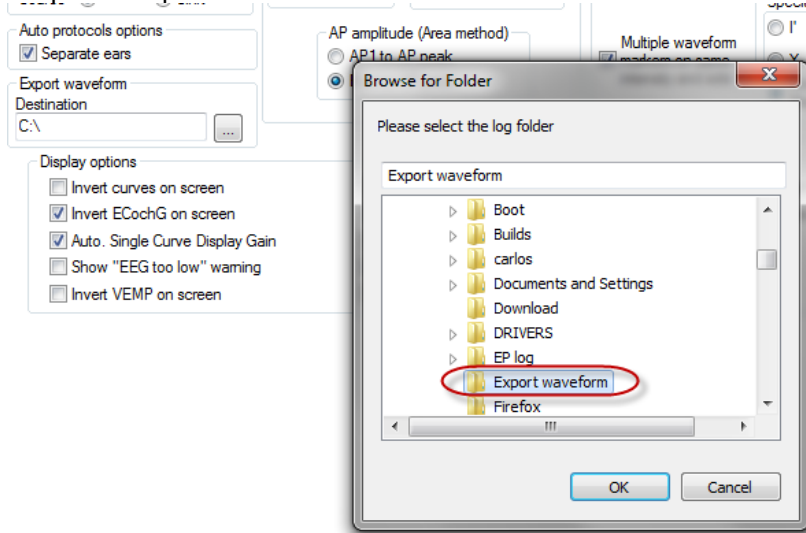 Auto protocols options
Separate ears
Export waveform
Destination
C:\
...
AP amplitude (Area method)
AP1 to AP peak
Multiple waveform
Display options
Invert curves on screen
Invert ECochG on screen
Auto. Single Curve Display Gain
Show "EEG too low" warning
Invert VEMP on screen
Browse for Folder
Please select the log folder
Export waveform
Boot
Builds
carlos
Documents and Settings
Download
DRIVERS
EP log
Export waveform
Firefox
OK
Cancel